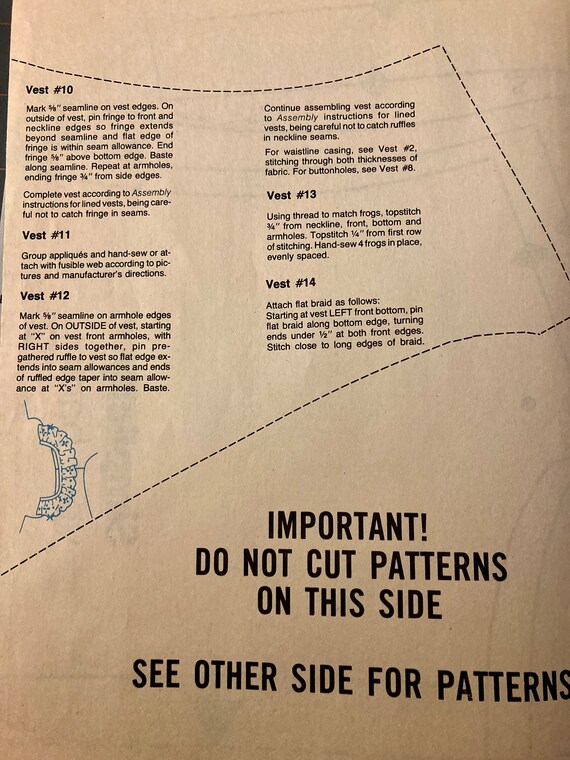 Vest #10
Mark ⅝" seamline on vest edges. On
outside of vest, pin fringe to front and
neckline edges so fringe extends
beyond seamline and flat edge of
fringe is within seam allowance. End
fringe ⅝" above bottom edge. Baste
along seamline. Repeat at armholes,
ending fringe ¾" from side edges.
Complete vest according to Assembly
instructions for lined vests, being care-
ful not to catch fringe in seams.
Vest #11
Group appliqués and hand-sew or at-
tach with fusible web according to pic-
tures and manufacturer's directions.
Vest #12
Mark ⅝" seamline on armhole edges
of vest. On OUTSIDE of vest, starting
at "X" on vest front armholes, with
RIGHT sides together, pin pre-
gathered ruffle to vest so flat edge ex-
tends into seam allowances and ends
of ruffled edge taper into seam allow-
ance at "X's" on armholes. Baste.
Continue assembling vest according
to Assembly instructions for lined
vests, being careful not to catch ruffles
in neckline seams.
For waistline casing, see Vest #2,
stitching through both thicknesses of
fabric. For buttonholes, see Vest #8.
Vest #13
Using thread to match frogs, topstitch
¾" from neckline, front, bottom and
armholes. Topstitch ¼" from first row
of stitching. Hand-sew 4 frogs in place,
evenly spaced.
Vest #14
Attach flat braid as follows:
Starting at vest LEFT front bottom, pin
flat braid along bottom edge, turning
ends under ½" at both front edges.
Stitch close to long edges of braid.
IMPORTANT!
DO NOT CUT PATTERNS
ON THIS SIDE
SEE OTHER SIDE FOR PATTERNS